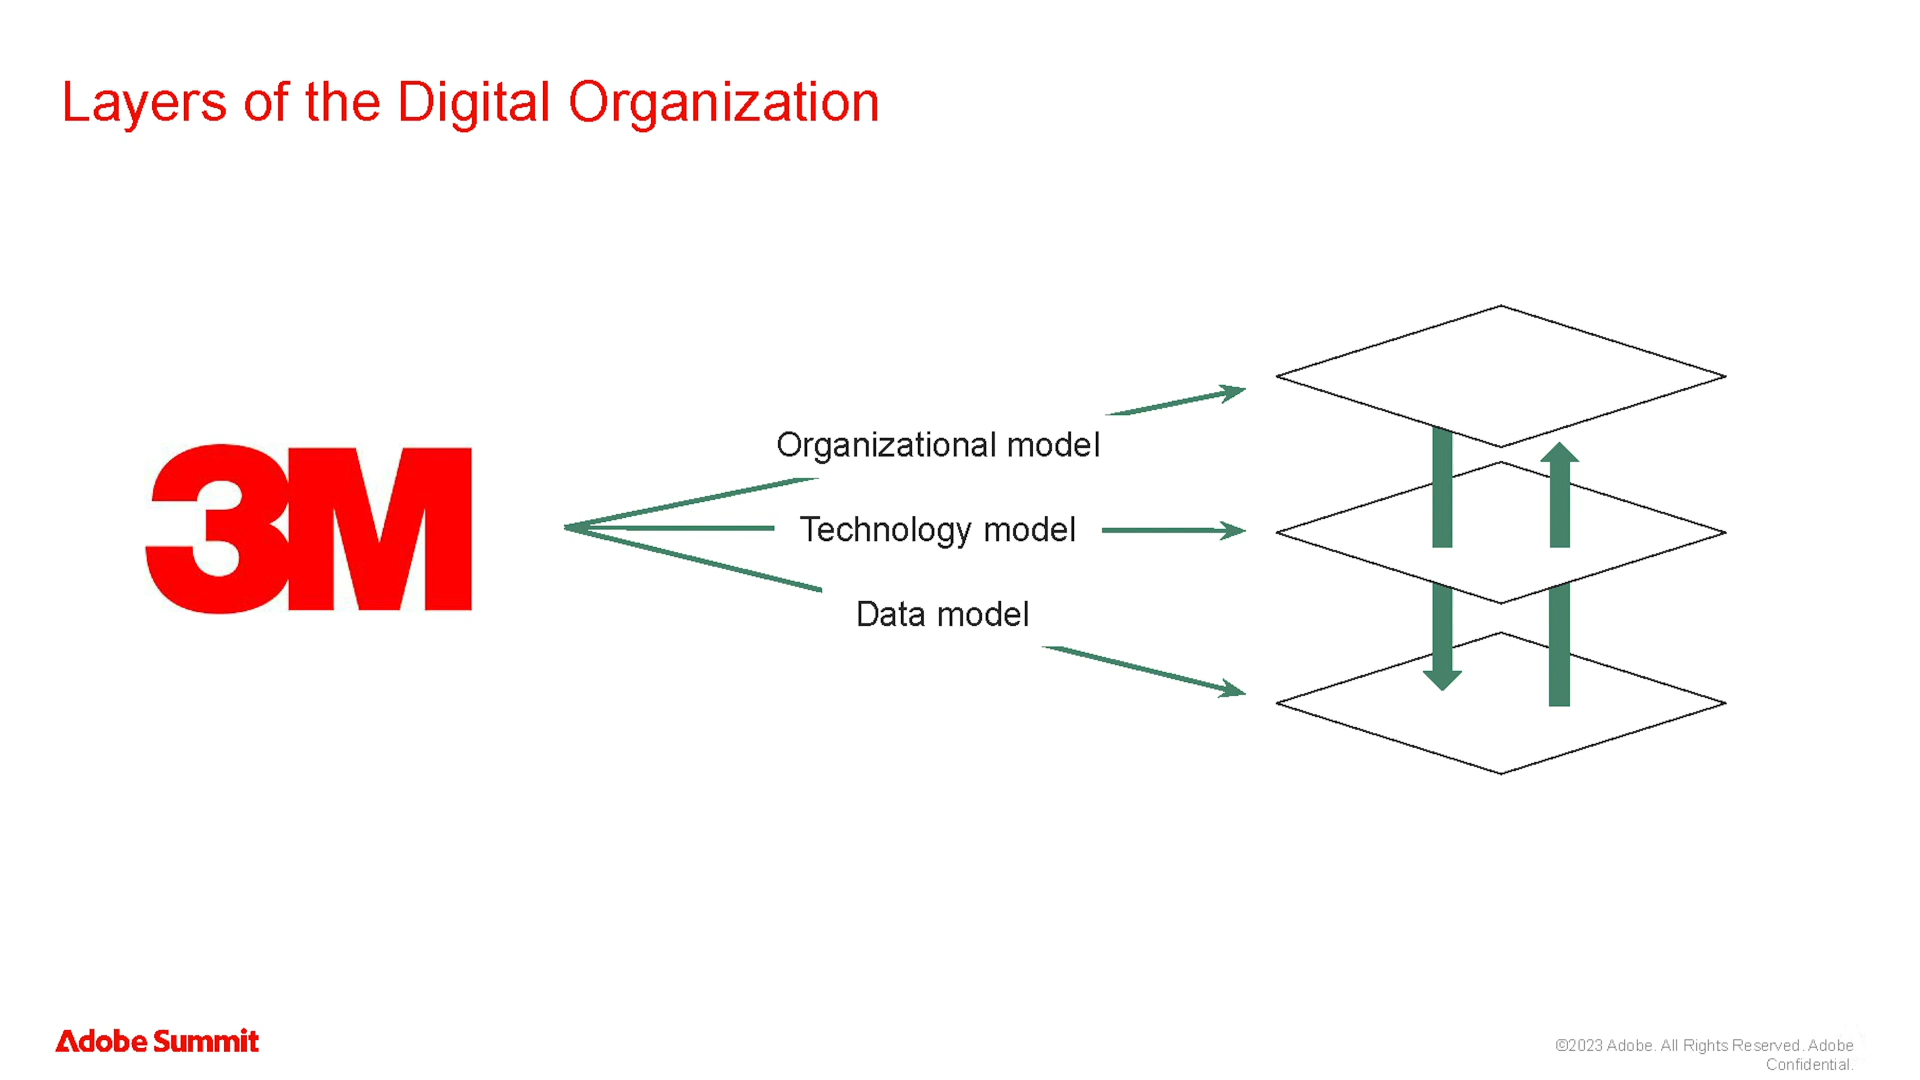 Layers of the Digital Organization
3M
Organizational model
Technology model
Data model
Adobe Summit
©2023 Adobe. All Rights Reserved. Adobe
Confidential.